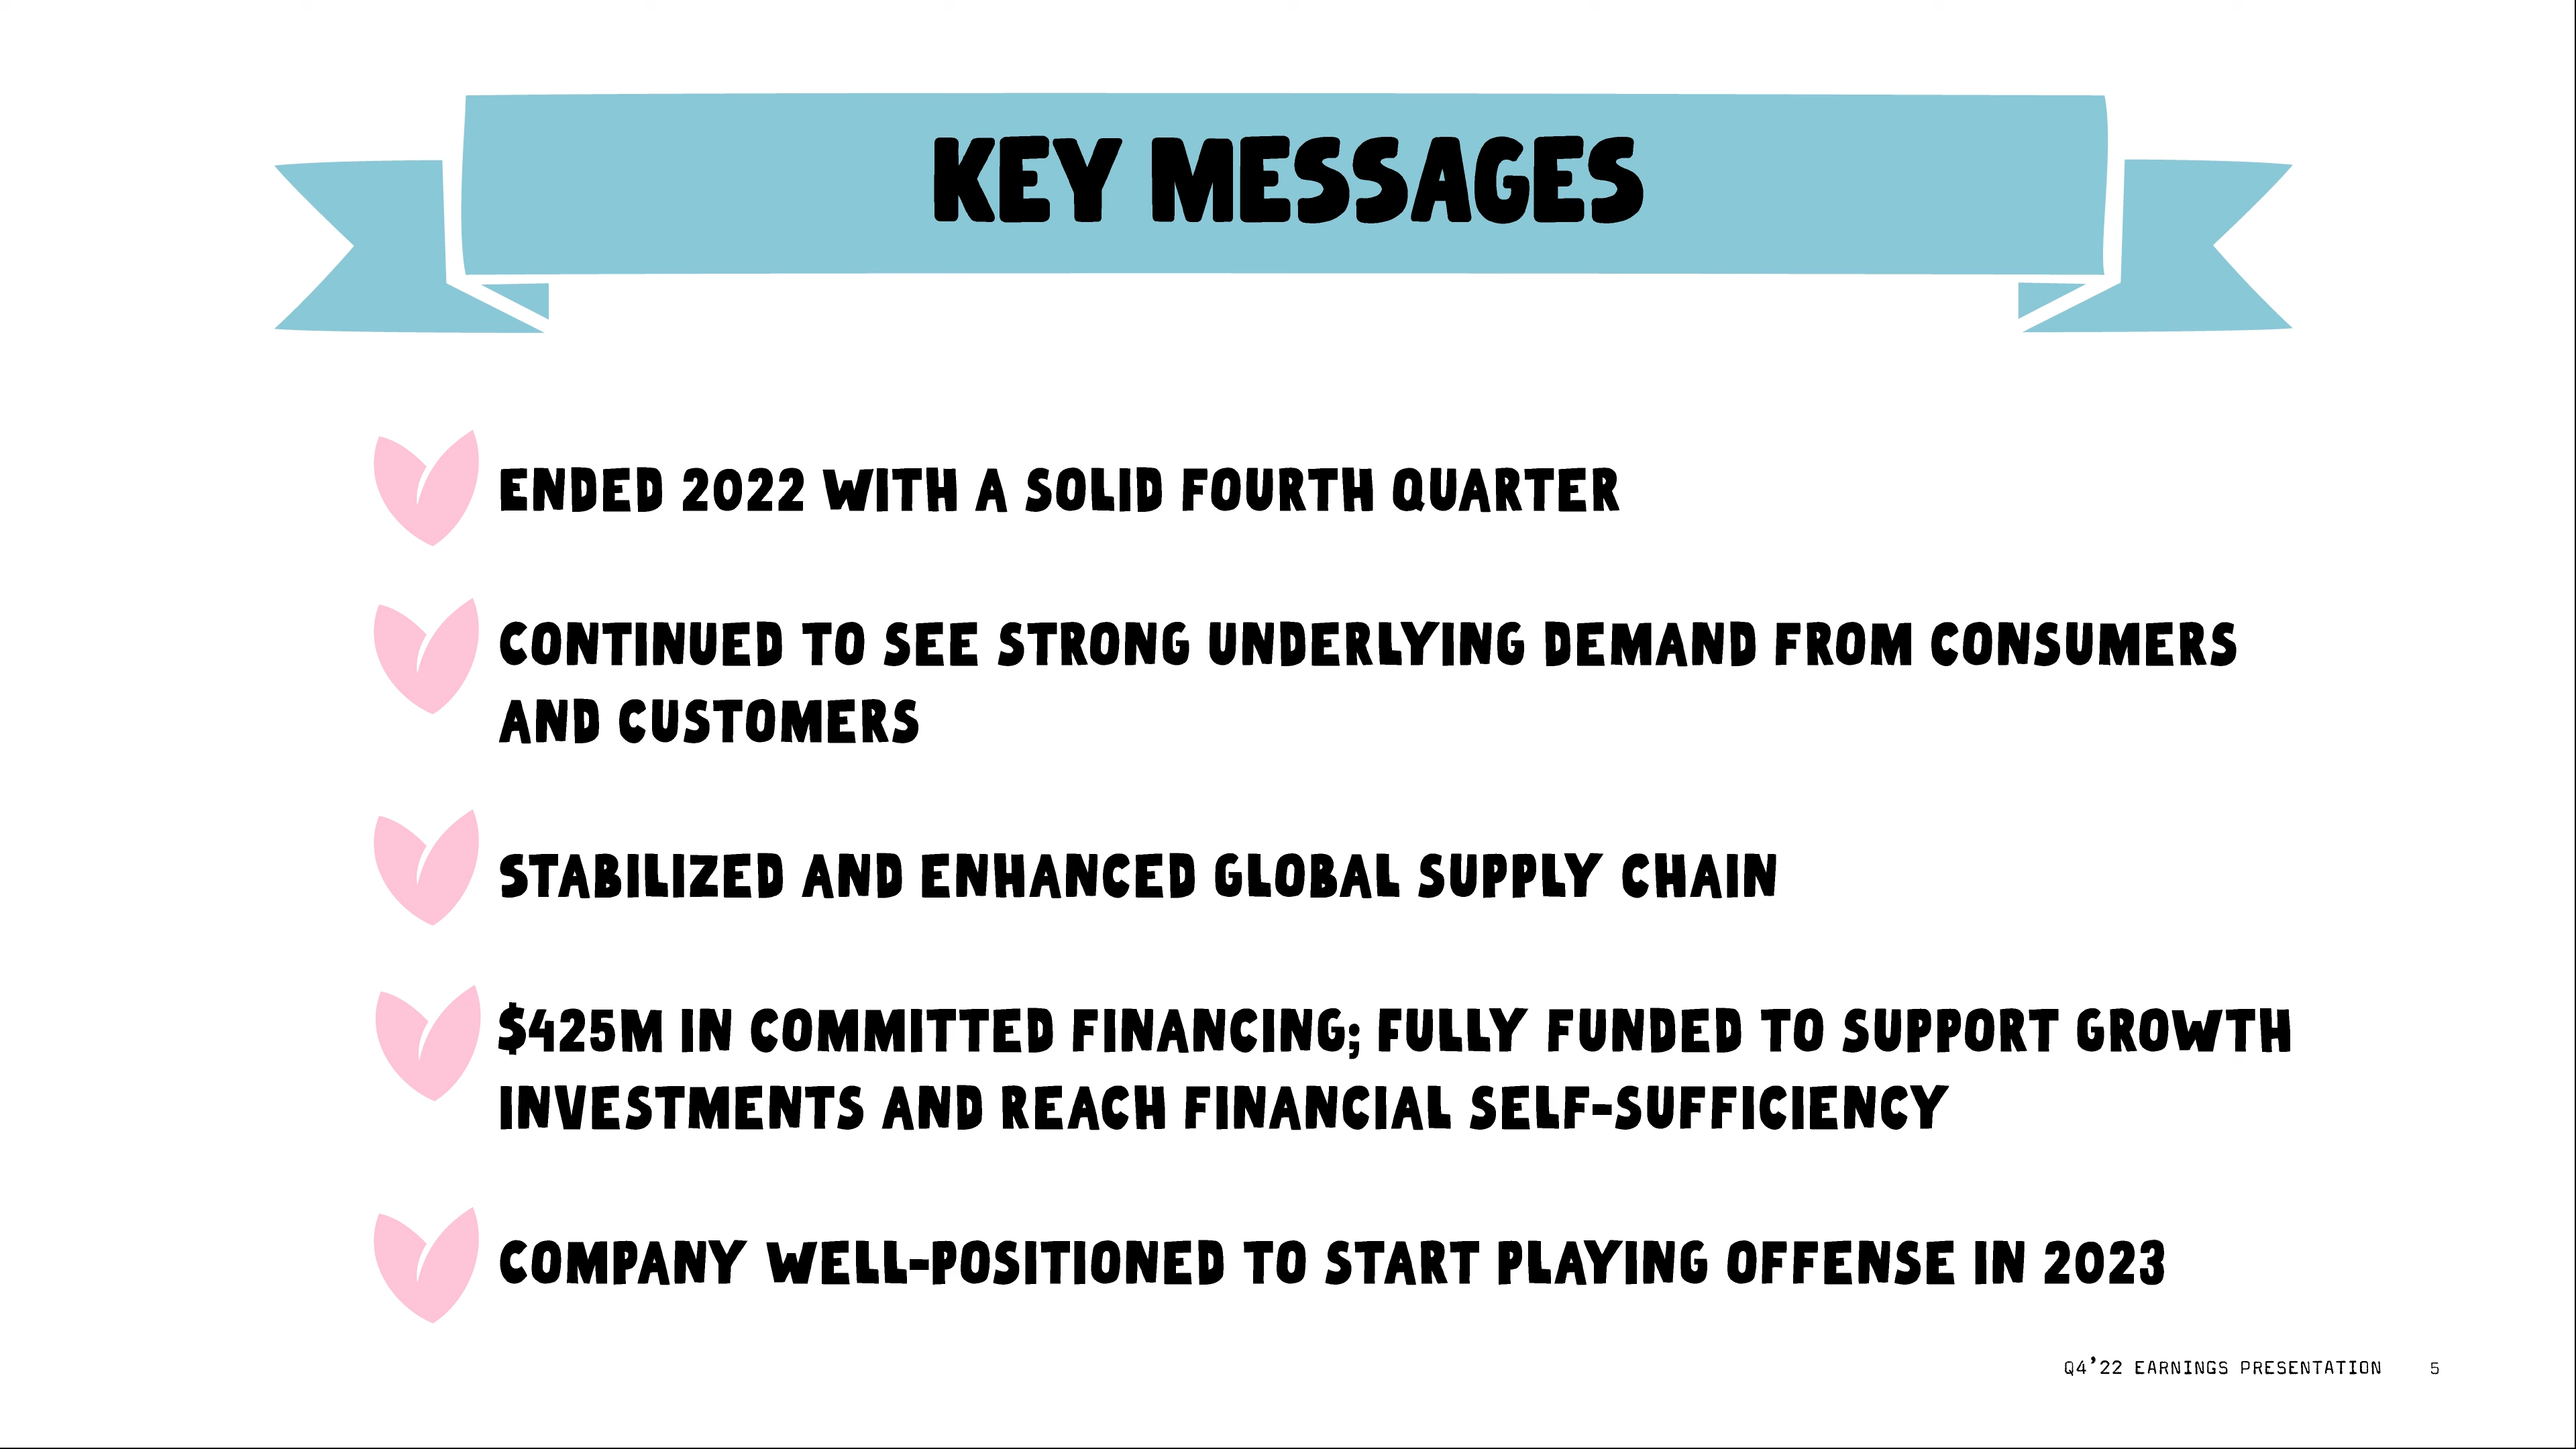 KEY MESSAGES
ENDED 2022 WITH A SOLID FOURTH QUARTER
CONTINUED TO SEE STRONG UNDERLYING DEMAND FROM CONSUMERS
AND CUSTOMERS
STABILIZED AND ENHANCED GLOBAL SUPPLY CHAIN
$425M IN COMMITTED FINANCING; FULLY FUNDED TO SUPPORT GROWTH
INVESTMENTS AND REACH FINANCIAL SELF-SUFFICIENCY
COMPANY WELL-POSITIONED TO START PLAYING OFFENSE IN 2023
Q4’22 EARNINGS PRESENTATION 5